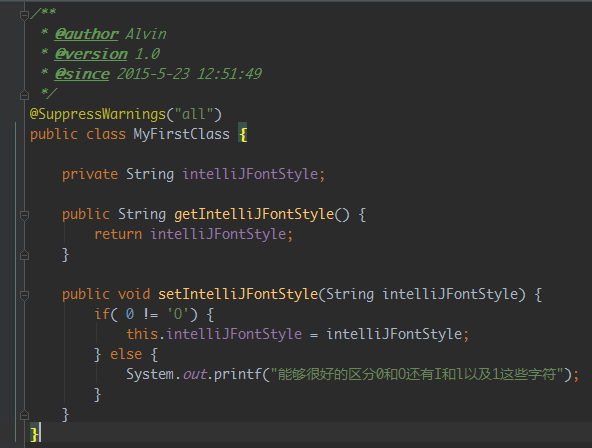 /**
 * @author Alvin
 * @version 1.0
 * @since 2015-5-23 12:51:49
 */
@SuppressWarnings("all")
public class MyFirstClass {
    private String intelliJFontStyle;
    public String getIntelliJFontStyle() {
        return intelliJFontStyle;
    }
    public void setIntelliJFontStyle(String intelliJFontStyle) {
        if( 0 != 'O') {
            this.intelliJFontStyle = intelliJFontStyle;
        } else {
            System.out.printf("能够很好的区分0和O还有I和l以及1这些字符");
        }
    }
}